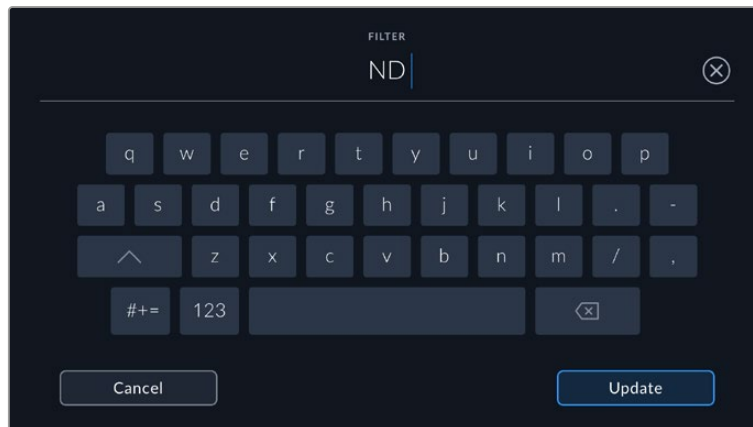 FILTER
ND
q w e r t y u i o p
a s d f g h j k l . -
z x c v b n m / ,
#+= 123
Cancel Update